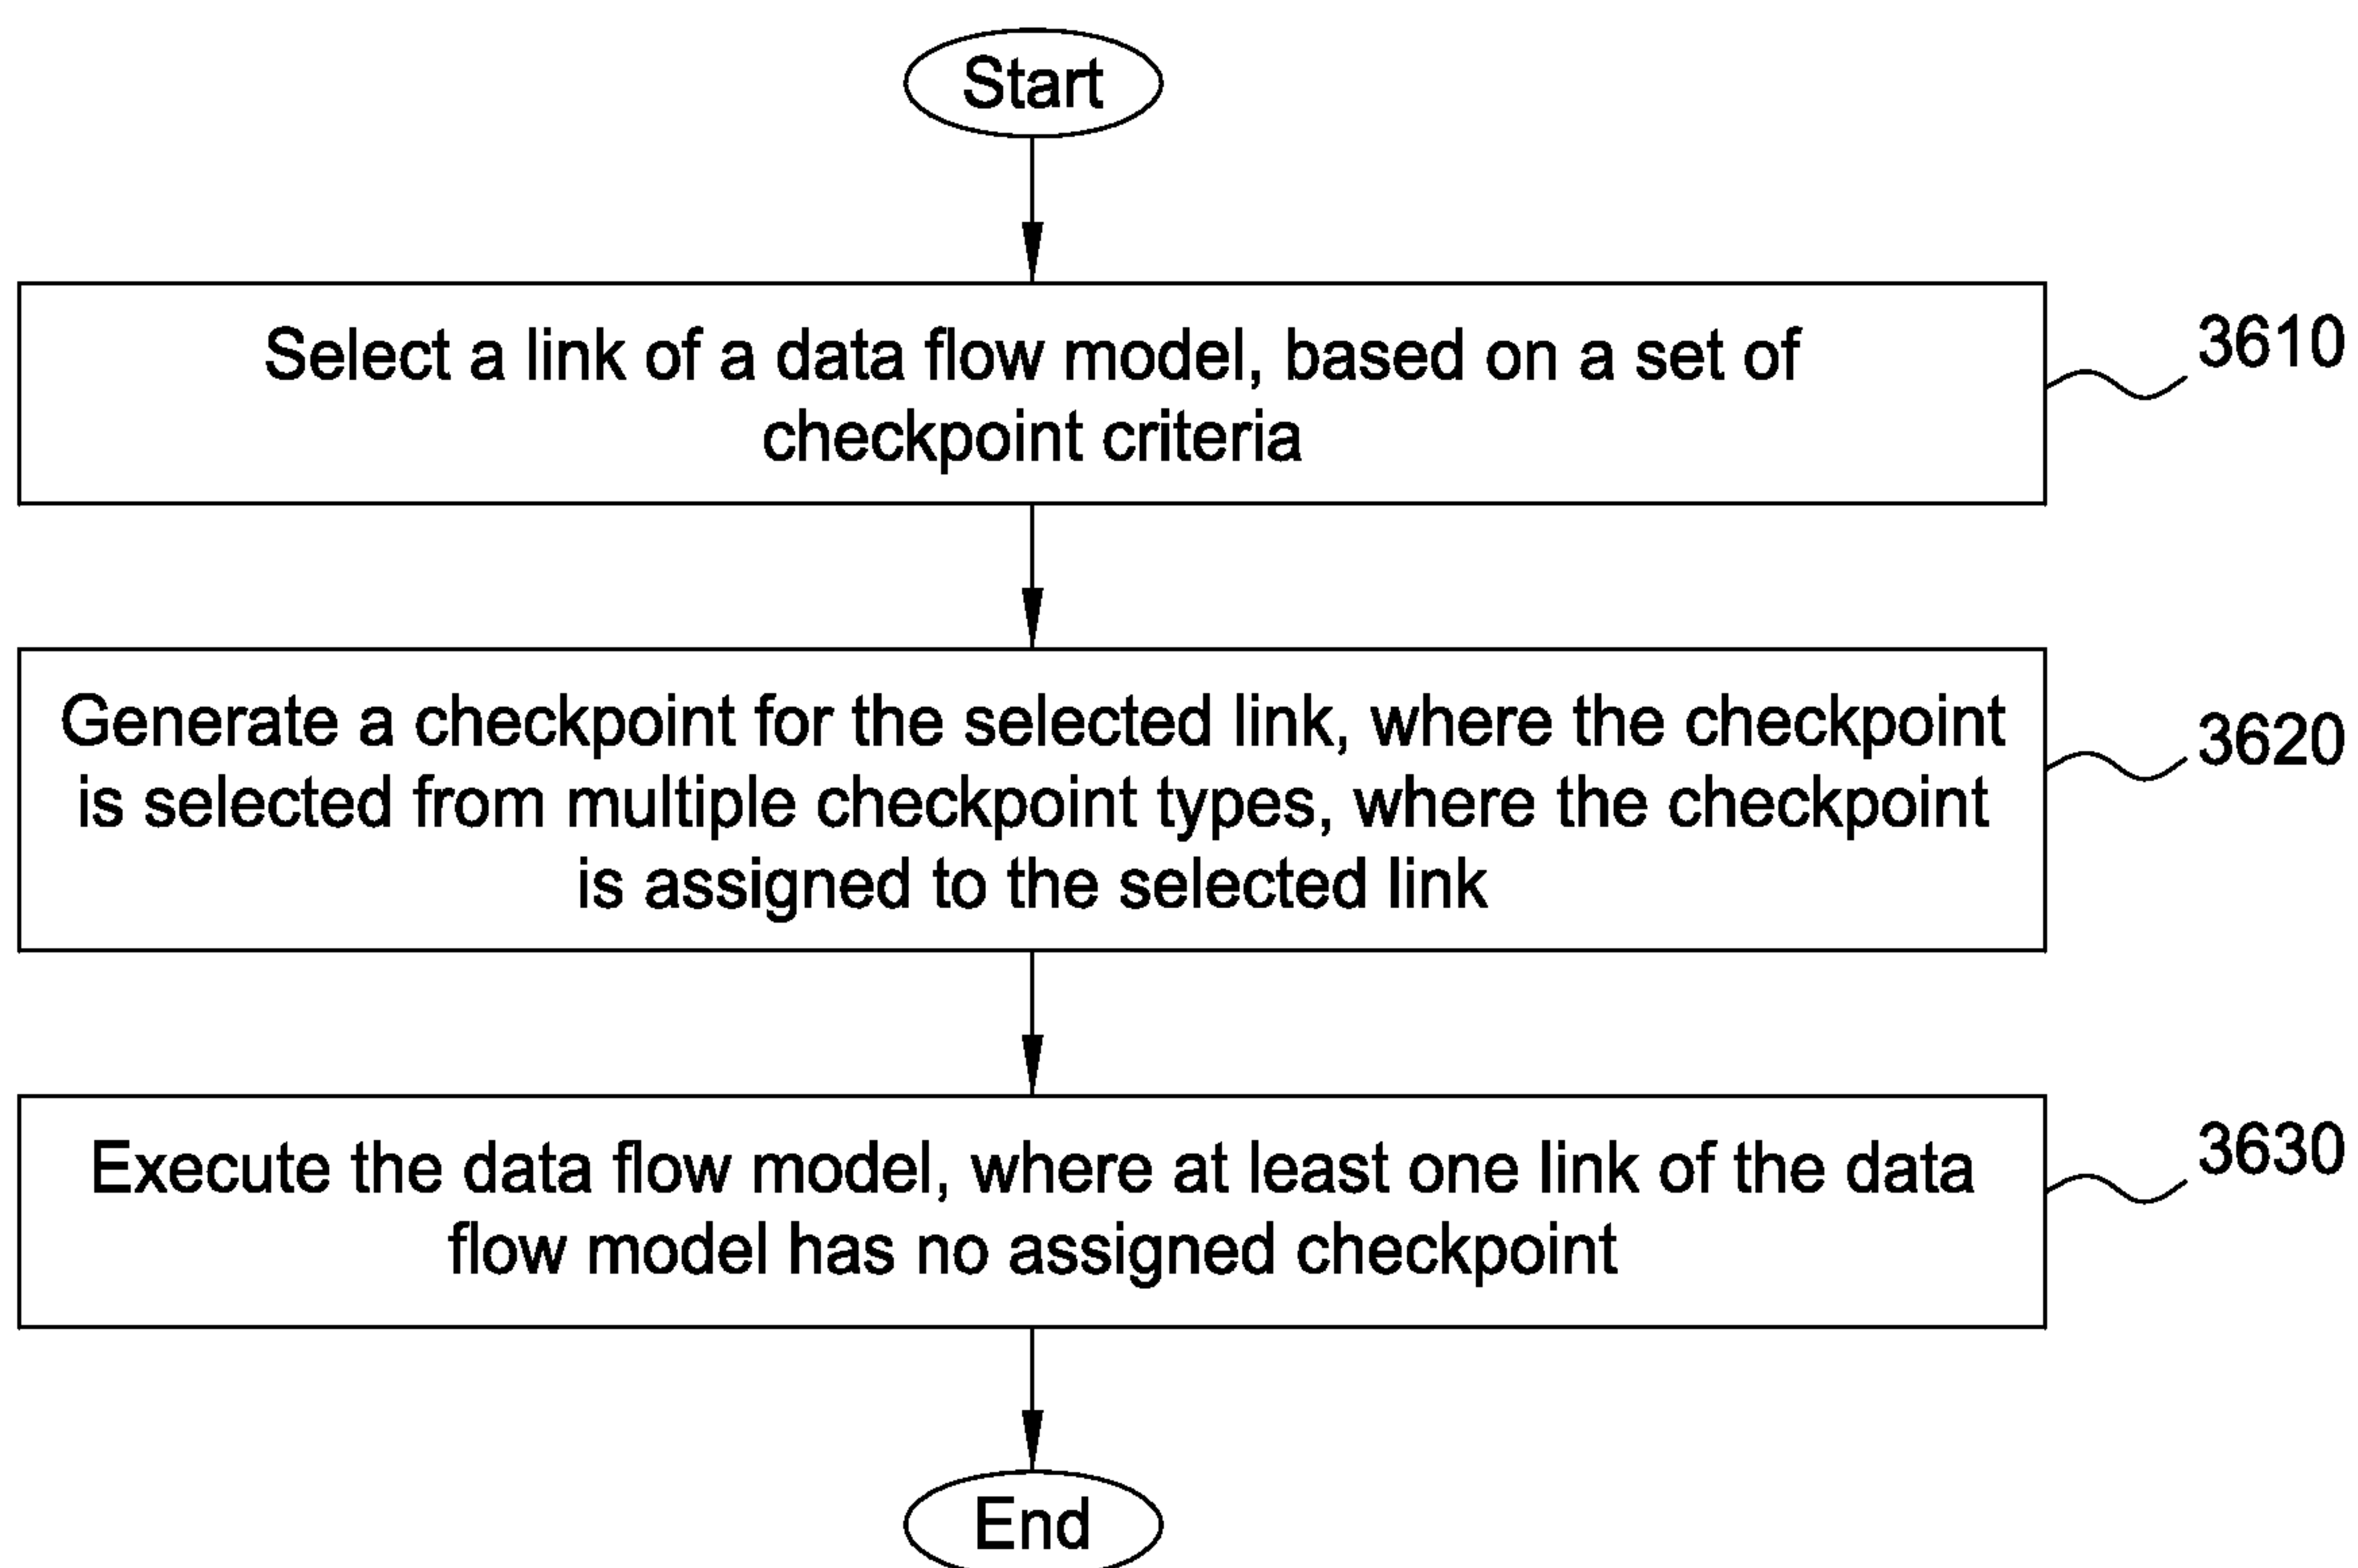 Start
Select a link of a data flow model, based on a set of
checkpoint criteria
3610
Generate a checkpoint for the selected link, where the checkpoint
is selected from multiple checkpoint types, where the checkpoint
is assigned to the selected link
3620
Execute the data flow model, where at least one link of the data
flow model has no assigned checkpoint
3630
End